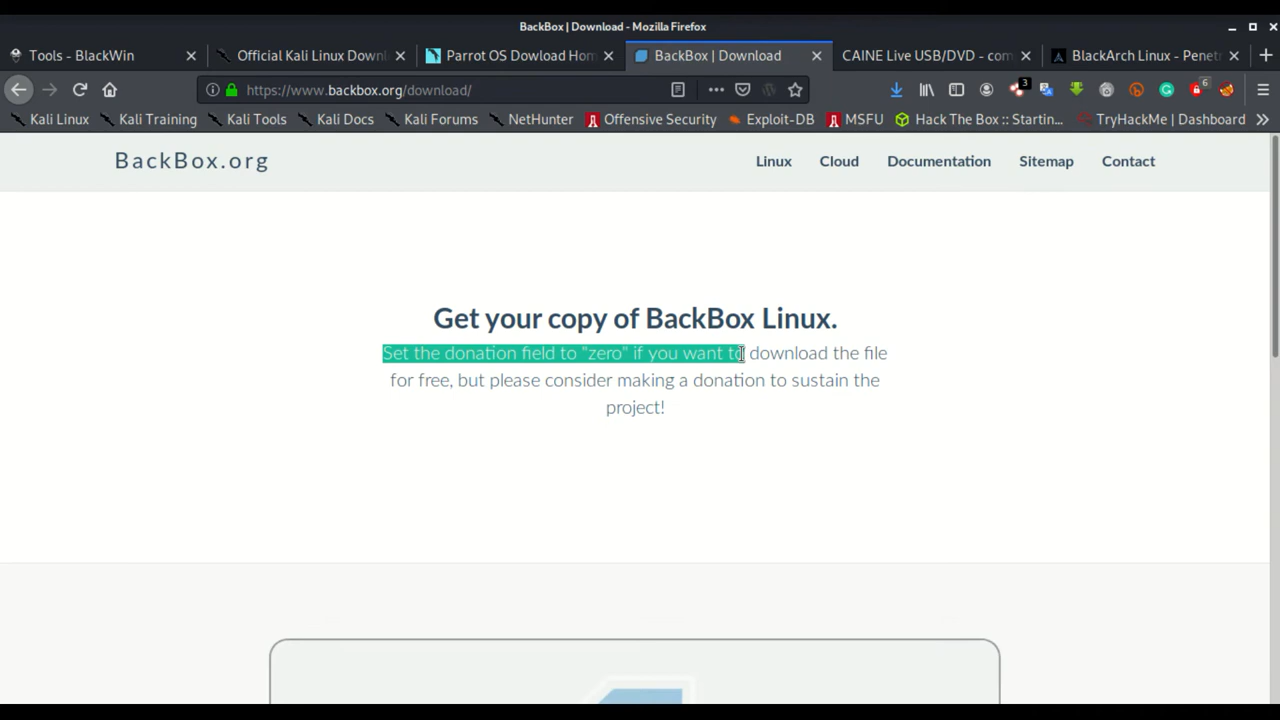 BackBox | Download - Mozilla Firefox
Tools - BlackWin
Official Kali Linux Downl
Parrot OS Dowload Hom
BackBox | Download
CAINE Live USB/DVD - com
BlackArch Linux - Penet
https://www.backbox.org/download/
3
6
Kali Linux
Kali Training
Kali Tools
Kali Docs
Kali Forums
NetHunter
Offensive Security
Exploit-DB
MSFU
Hack The Box :: Startin...
TryHackMe | Dashboard
BackBox.org
Linux
Cloud
Documentation
Sitemap
Contact
Get your copy of BackBox Linux.
Set the donation field to "zero" if you want to download the file
for free, but please consider making a donation to sustain the
project!